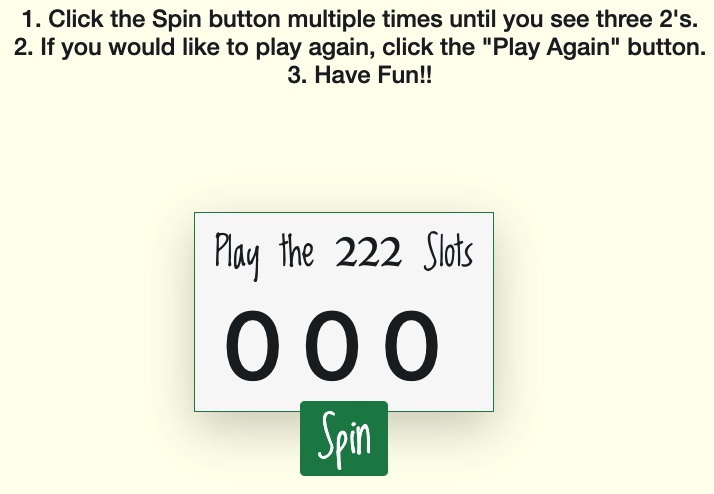 1. Click the Spin button multiple times until you see three 2's.
2. If you would like to play again, click the "Play Again" button.
3. Have Fun!!
Play the 222 Slots
0 0 0
Spin